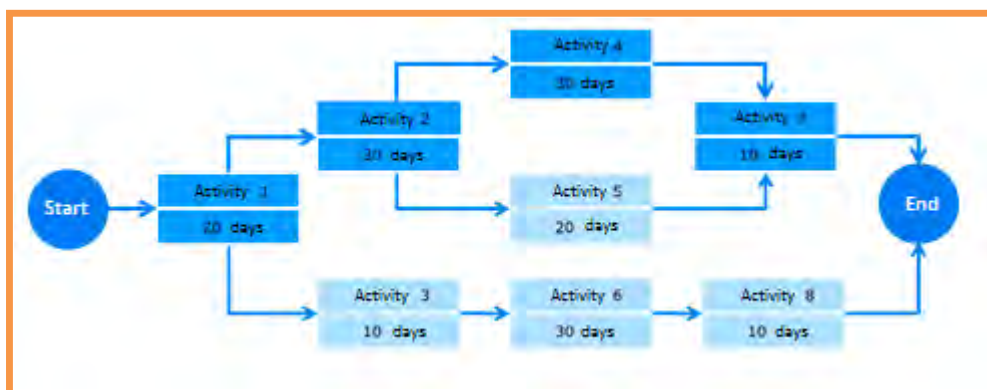 Activity 4
30 days
Activity 2
30 days
Activity
10 days
Start
Activity 1
20 days
Activity 5
20 days
End
Activity 3
10 days
Activity 6
30 days
Activity 8
10 days